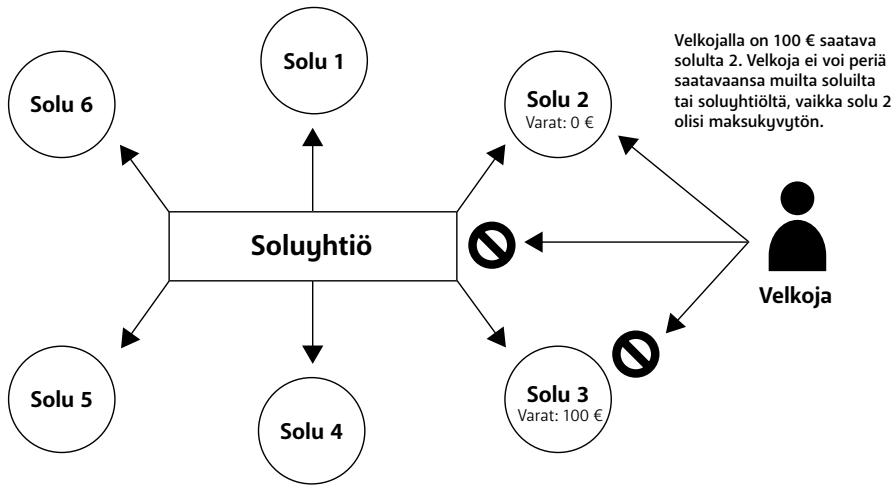 Solu 1
Solu 6
Solu 2
Varat: 0 €
Velkojalla on 100 € saatava
solulta 2. Velkoja ei voi periä
saatavaansa muilta soluilta
tai soluyhtiöltä, vaikka solu 2
olisi maksukyvytön.
Soluyhtiö
Velkoja
Solu 5
Solu 4
Solu 3
Varat: 100 €